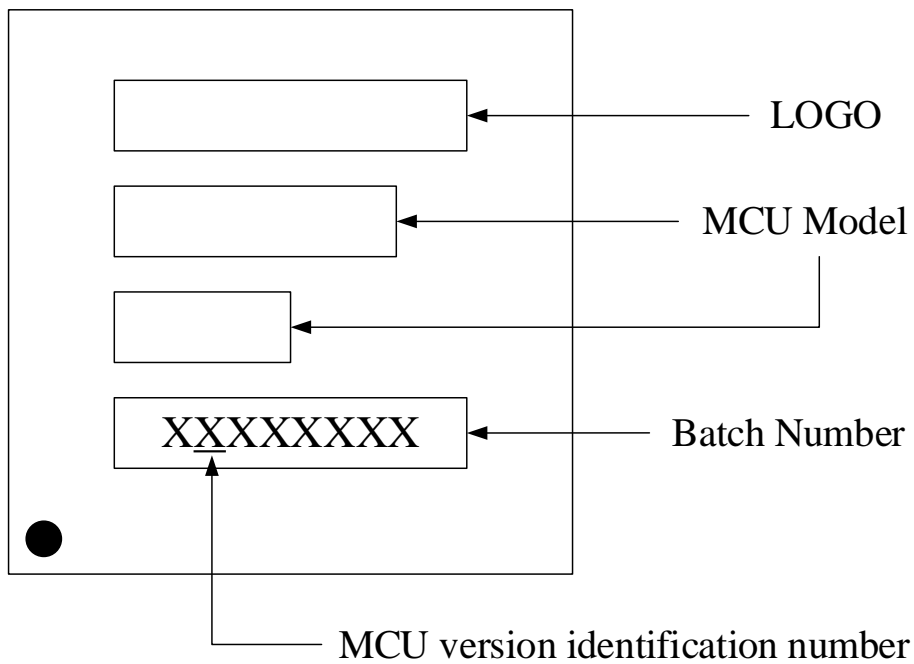 LOGO
MCU Model
XXXXXXXX
Batch Number
MCU version identification number